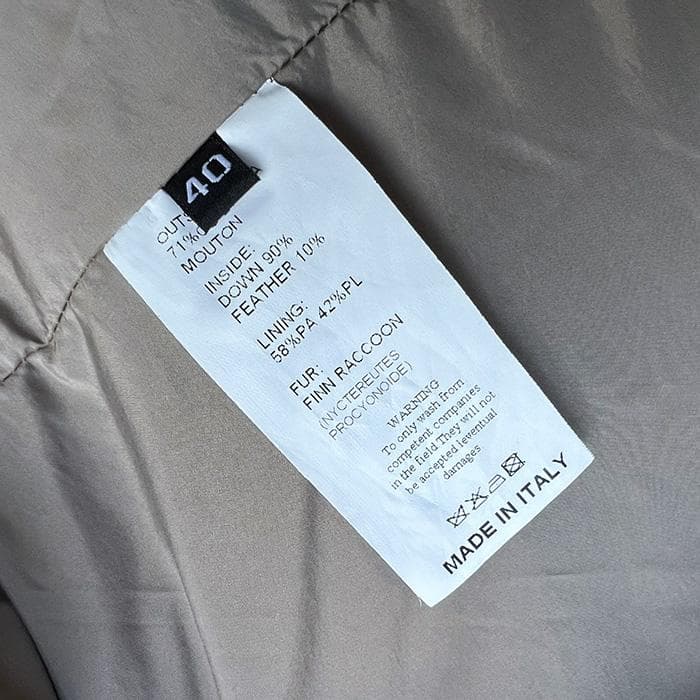 40
71%
MOUTON
INSIDE:
DOWN 90%
FEATHER 10%
LINING:
58%PA 42%PL
FUR:
FINN RACCOON
(NYCTEREUTES
PROCYONOIDE)
WARNING
To only wash from
competent companies
in the field They will not
be accepted ieventual
damages
MADE IN ITALY